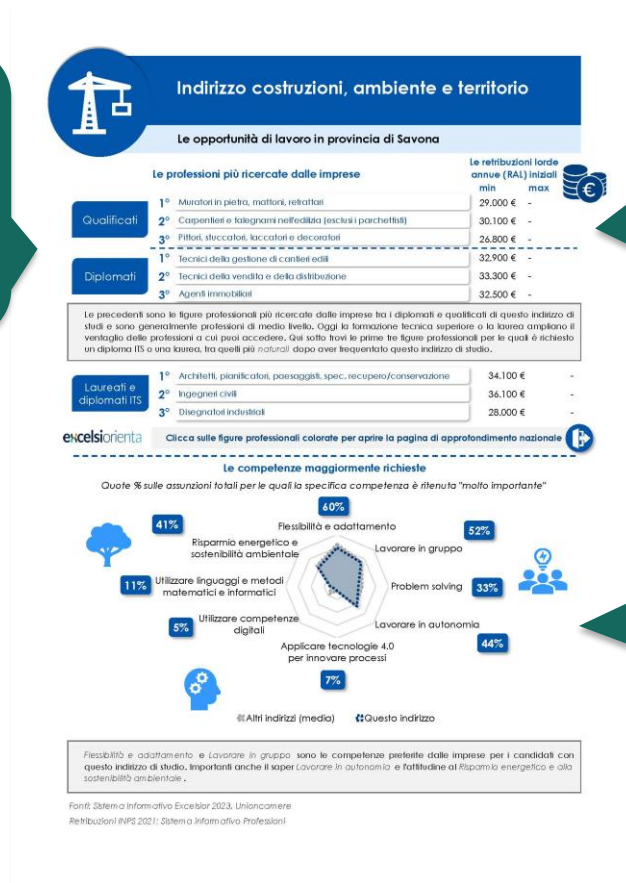 Indirizzo costruzioni, ambiente e territorio
Le opportunità di lavoro in provincia di Savona
Le professioni più ricercate dalle imprese
Le retribuzioni lorde
annue (RAL) iniziali
min max
Qualificati
1° Muratori in pietra, mattoni, refrattari 29.000 € -
2° Carpentieri e falegnami nell'edilizia (esclusi i parchettisti) 30.100 € -
3° Pittori, stuccatori, laccatori e decoratori 26.800 € -
Diplomati
1° Tecnici della gestione di cantieri edili 32.900 € -
2° Tecnici della vendita e della distribuzione 33.300 € -
3° Agenti immobiliari 32.500 € -
Le precedenti sono le figure professionali più ricercate dalle imprese tra i diplomati e qualificati di questo indirizzo di
studi e sono generalmente professioni di medio livello. Oggi la formazione tecnica superiore o la laurea ampliano il
ventaglio delle professioni a cui puoi accedere. Qui sotto trovi le prime tre figure professionali per le quali è richiesto
un diploma ITS o una laurea, tra quelli più naturali dopo aver frequentato questo indirizzo di studio.
Laureati e
diplomati ITS
1° Architetti, pianificatori, paesaggisti, spec. recupero/conservazione 34.100 € -
2° Ingegneri civili 36.100 € -
3° Disegnatori industriali 28.000 € -
excelsiorienta Clicca sulle figure professionali colorate per aprire la pagina di approfondimento nazionale
Le competenze maggiormente richieste
Quote % sulle assunzioni totali per le quali la specifica competenza è ritenuta "molto importante"
60%
Flessibilità e adattamento
41%
Risparmio energetico e
sostenibilità ambientale
52%
Lavorare in gruppo
11%
Utilizzare linguaggi e metodi
matematici e informatici
Problem solving 33%
5%
Utilizzare competenze
digitali
Lavorare in autonomia
44%
Applicare tecnologie 4.0
per innovare processi
7%
Altri indirizzi (media) Questo indirizzo
Flessibilità e adattamento e Lavorare in gruppo sono le competenze preferite dalle imprese per i candidati con
questo indirizzo di studio. Importanti anche il saper Lavorare in autonomia e l'attitudine al Risparmio energetico e alla
sostenibilità ambientale.
Fonti: Sistema Informativo Excelsior 2023, Unioncamere
Retribuzioni INPS 2021: Sistema informativo Professioni